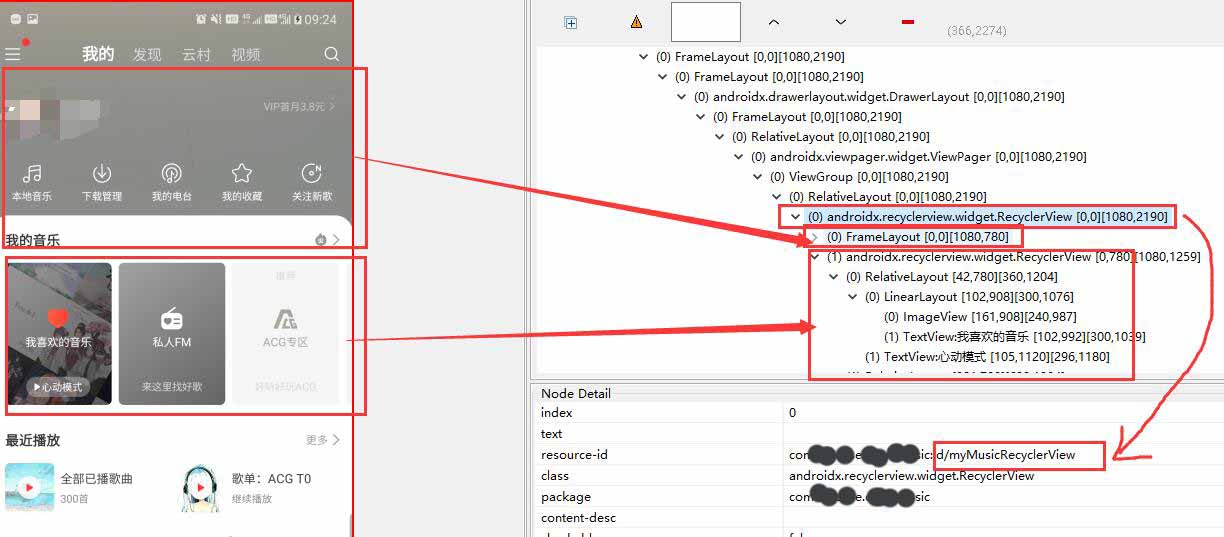 HD 4G HD 4G 09:24
我的 发现 云村 视频
VIP首月3.8元
本地音乐 下载管理 我的电台 我的收藏 关注新歌
我的音乐
推荐
我喜欢的音乐 私人FM ACG专区
心动模式 来这里找好歌 好听好玩ACG
最近播放 更多
全部已播歌曲 歌单：ACG T0
300首 继续播放
(366,2274)
(0) FrameLayout [0,0][1080,2190]
(0) FrameLayout [0,0][1080,2190]
(0) androidx.drawerlayout.widget.DrawerLayout [0,0][1080,2190]
(0) FrameLayout [0,0][1080,2190]
(0) RelativeLayout [0,0][1080,2190]
(0) androidx.viewpager.widget.ViewPager [0,0][1080,2190]
(0) ViewGroup [0,0][1080,2190]
(0) RelativeLayout [0,0][1080,2190]
(0) androidx.recyclerview.widget.RecyclerView [0,0][1080,2190]
(0) FrameLayout [0,0][1080,780]
(1) androidx.recyclerview.widget.RecyclerView [0,780][1080,1259]
(0) RelativeLayout [42,780][360,1204]
(0) LinearLayout [102,908][300,1076]
(0) ImageView [161,908][240,987]
(1) TextView:我喜欢的音乐 [102,992][300,1039]
(1) TextView:心动模式 [105,1120][296,1180]
Node Detail
index 0
text
resource-id com ic:id/myMusicRecyclerView
class androidx.recyclerview.widget.RecyclerView
package com sic
content-desc